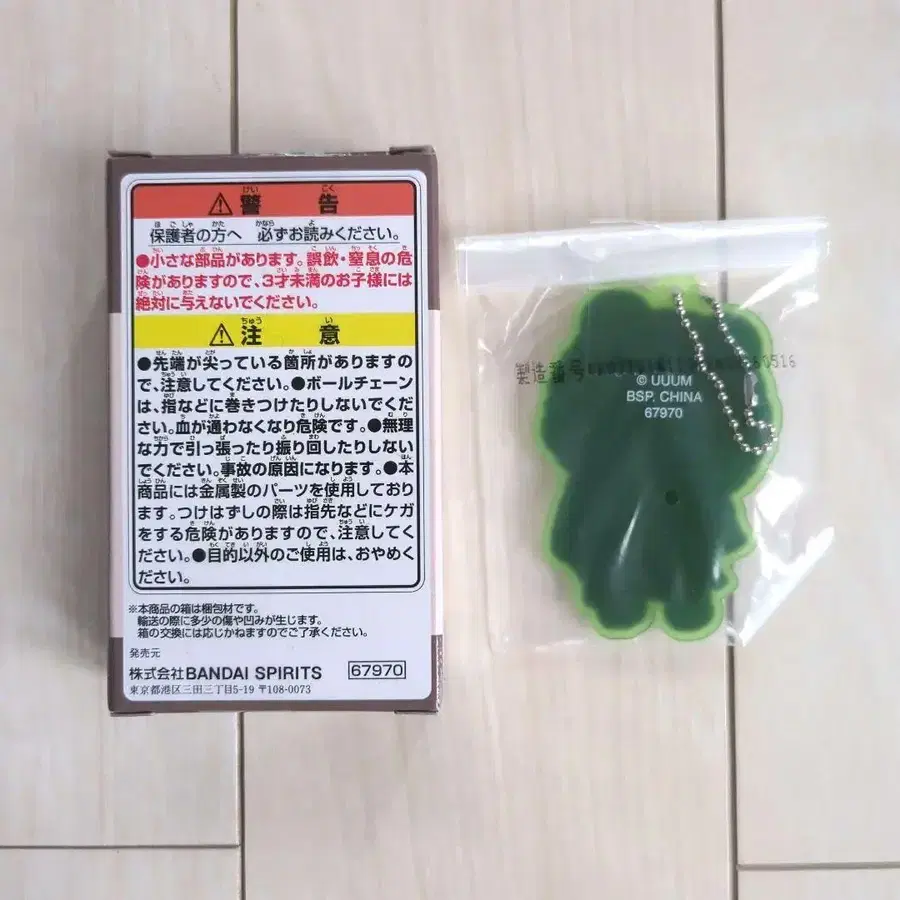 警告
保護者の方へ 必ずお読みください。
●小さな部品があります。誤飲・窒息の危
険がありますので、3才未満のお子様には
絶対に与えないでください。
注意
●先端が尖っている箇所がありますの
で、注意してください。●ボールチェーン
は、指などに巻きつけたりしないでくだ
さい。血が通わなくなり危険です。●無理
な力で引っ張ったり振り回したりしない
でください。事故の原因になります。●本
商品には金属製のパーツを使用しており
ます。つけはずしの際は指先などにケガ
をする危険がありますので、注意してく
ださい。●目的以外のご使用は、おやめく
ださい。
※本商品の箱は梱包材です。
輸送の際に多少の傷や凹みが生じます。
箱の交換には応じかねますのでご了承ください。
発売元
株式会社BANDAI SPIRITS 67970
東京都港区三田三丁目5-19 〒108-0073
製造番号
© UUUM
BSP. CHINA
67970